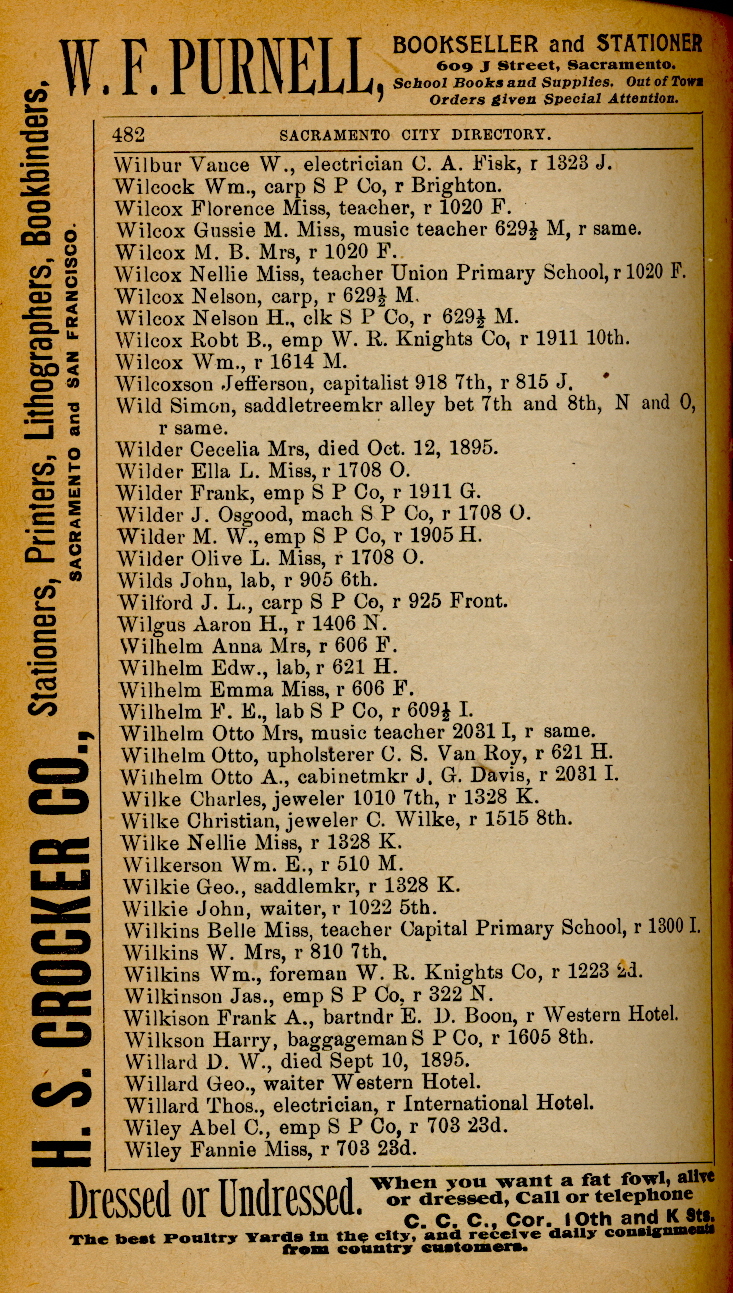 W. F. PURNELL,
BOOKSELLER and STATIONER
609 J Street, Sacramento.
School Books and Supplies. Out of Town
Orders given Special Attention.
H. S. CROCKER CO., Stationers, Printers, Lithographers, Bookbinders,
SACRAMENTO and SAN FRANCISCO.
482 SACRAMENTO CITY DIRECTORY.
Wilbur Vance W., electrician C. A. Fisk, r 1323 J.
Wilcock Wm., carp S P Co, r Brighton.
Wilcox Florence Miss, teacher, r 1020 F.
Wilcox Gussie M. Miss, music teacher 629½ M, r same.
Wilcox M. B. Mrs, r 1020 F.
Wilcox Nellie Miss, teacher Union Primary School, r 1020 F.
Wilcox Nelson, carp, r 629½ M.
Wilcox Nelson H., clk S P Co, r 629½ M.
Wilcox Robt B., emp W. R. Knights Co, r 1911 10th.
Wilcox Wm., r 1614 M.
Wilcoxson Jefferson, capitalist 918 7th, r 815 J.
Wild Simon, saddletreemkr alley bet 7th and 8th, N and O,
r same.
Wilder Cecelia Mrs, died Oct. 12, 1895.
Wilder Ella L. Miss, r 1708 O.
Wilder Frank, emp S P Co, r 1911 G.
Wilder J. Osgood, mach S P Co, r 1708 O.
Wilder M. W., emp S P Co, r 1905 H.
Wilder Olive L. Miss, r 1708 O.
Wilds John, lab, r 905 6th.
Wilford J. L., carp S P Co, r 925 Front.
Wilgus Aaron H., r 1406 N.
Wilhelm Anna Mrs, r 606 F.
Wilhelm Edw., lab, r 621 H.
Wilhelm Emma Miss, r 606 F.
Wilhelm F. E., lab S P Co, r 609½ I.
Wilhelm Otto Mrs, music teacher 2031 I, r same.
Wilhelm Otto, upholsterer C. S. Van Roy, r 621 H.
Wilhelm Otto A., cabinetmkr J. G. Davis, r 2031 I.
Wilke Charles, jeweler 1010 7th, r 1328 K.
Wilke Christian, jeweler C. Wilke, r 1515 8th.
Wilke Nellie Miss, r 1328 K.
Wilkerson Wm. E., r 510 M.
Wilkie Geo., saddlemkr, r 1328 K.
Wilkie John, waiter, r 1022 5th.
Wilkins Belle Miss, teacher Capital Primary School, r 1300 I.
Wilkins W. Mrs, r 810 7th.
Wilkins Wm., foreman W. R. Knights Co, r 1223 2d.
Wilkinson Jas., emp S P Co, r 322 N.
Wilkison Frank A., bartndr E. D. Boon, r Western Hotel.
Wilkson Harry, baggageman S P Co, r 1605 8th.
Willard D. W., died Sept 10, 1895.
Willard Geo., waiter Western Hotel.
Willard Thos., electrician, r International Hotel.
Wiley Abel C., emp S P Co, r 703 23d.
Wiley Fannie Miss, r 703 23d.
Dressed or Undressed.
When you want a fat fowl, alive
or dressed, Call or telephone
C. C. C., Cor. 10th and K Sts.
The best Poultry Yards in the city, and receive daily consignments
from country customers.